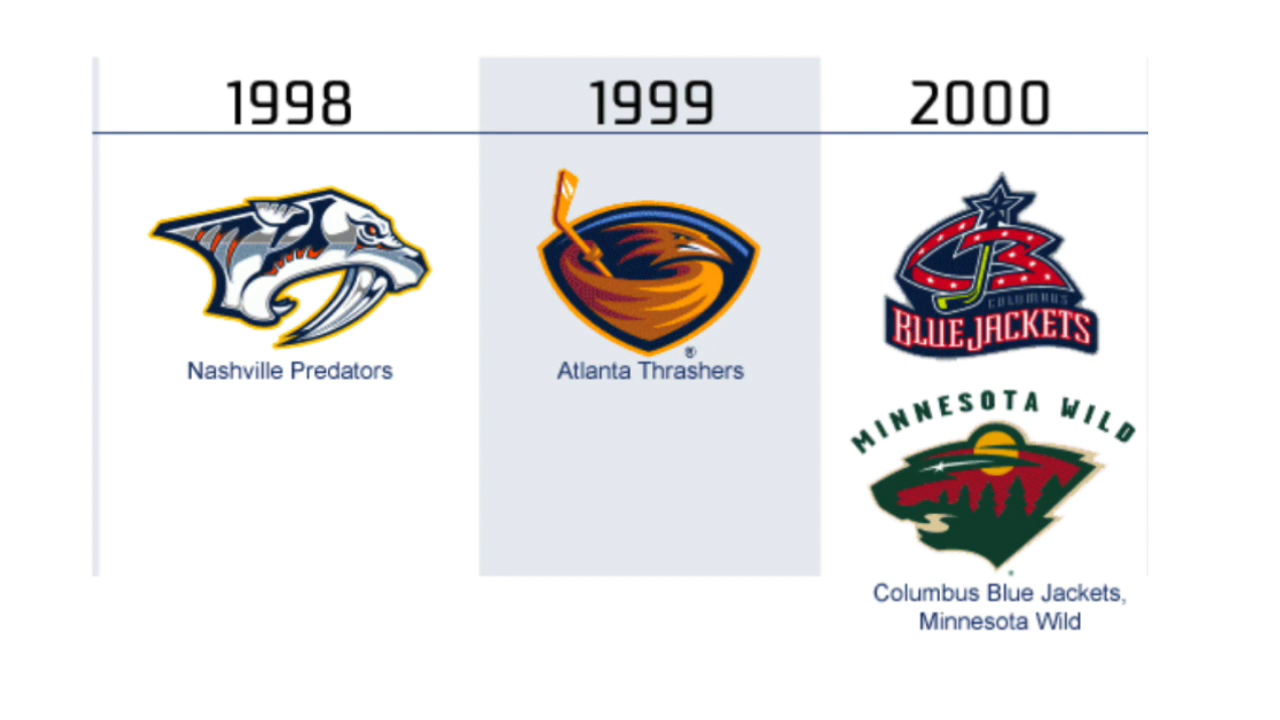 1998
1999
2000
Nashville Predators
®
Atlanta Thrashers
COLUMBUS
BLUE JACKETS
MINNESOTA WILD
Columbus Blue Jackets,
Minnesota Wild